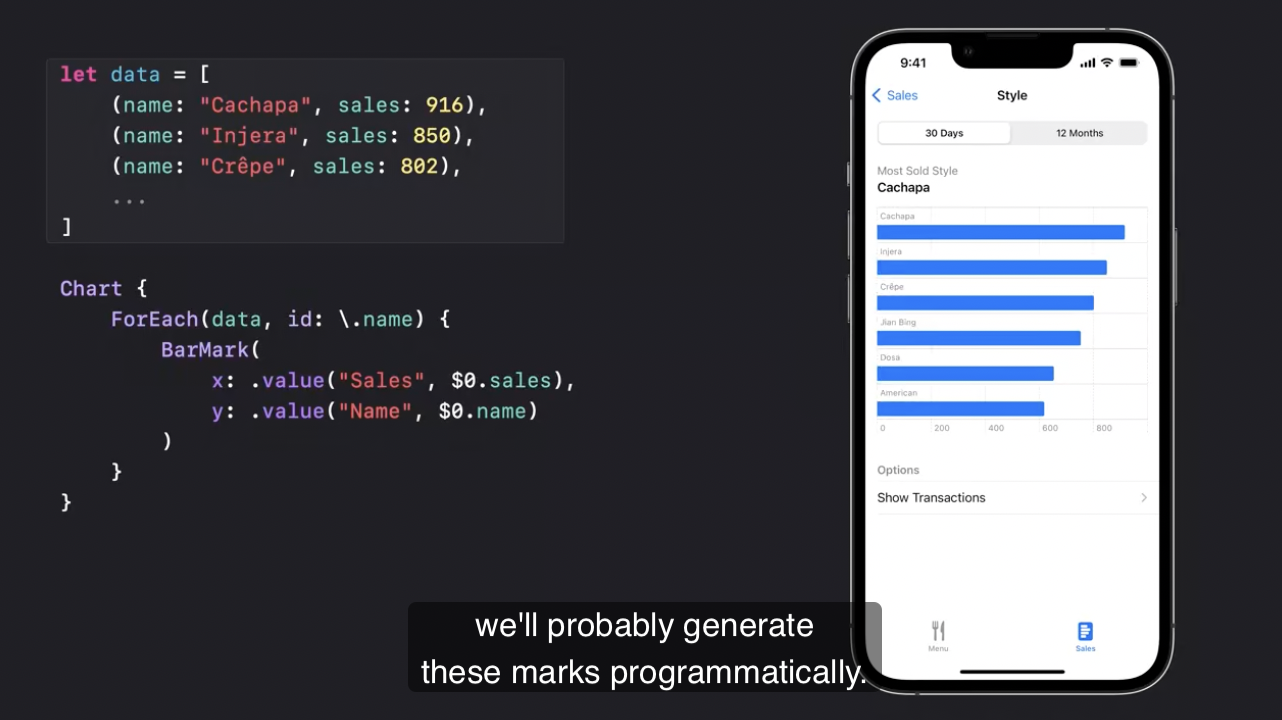 let data = [
(name: "Cachapa", sales: 916),
(name: "Injera", sales: 850),
(name: "Crêpe", sales: 802),
...
]
Chart {
ForEach(data, id: \.name) {
BarMark(
x: .value("Sales", $0.sales),
y: .value("Name", $0.name)
)
}
}
9:41
Sales
Style
30 Days
12 Months
Most Sold Style
Cachapa
Cachapa
Injera
Crêpe
Jian Bing
Dosa
American
0 200 400 600 800
Options
Show Transactions
Menu
Sales
we'll probably generate
these marks programmatically.